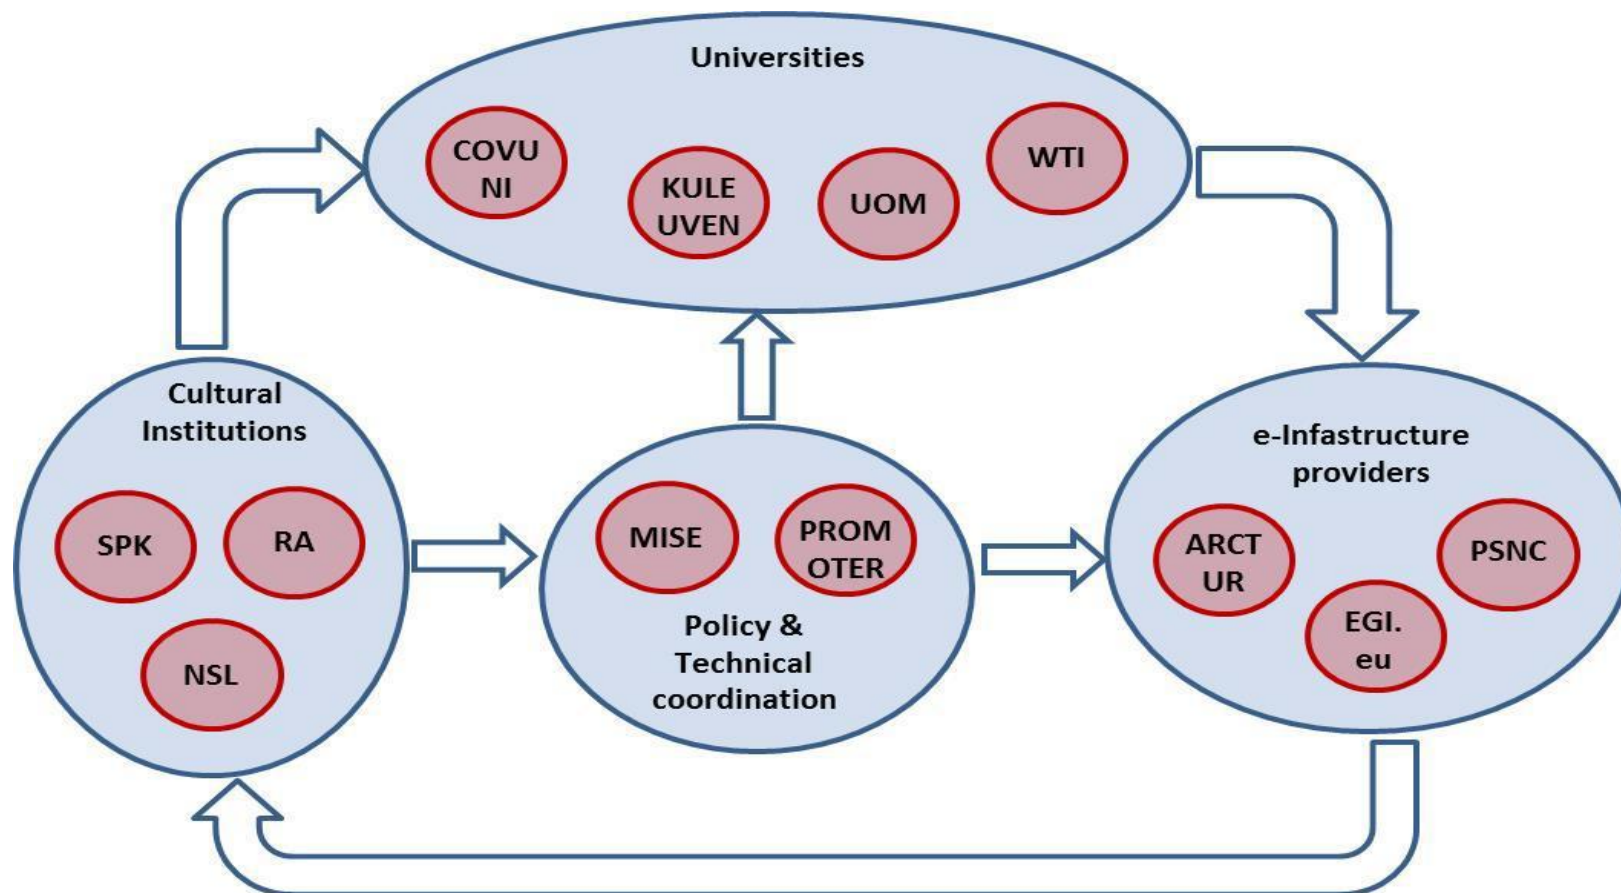 Universities
COVU
NI
KULE
UVEN
UOM
WTI
Cultural
Institutions
SPK
RA
NSL
MISE
PROM
OTER
Policy &
Technical
coordination
e-Infastructure
providers
ARCT
UR
PSNC
EGI.
eu